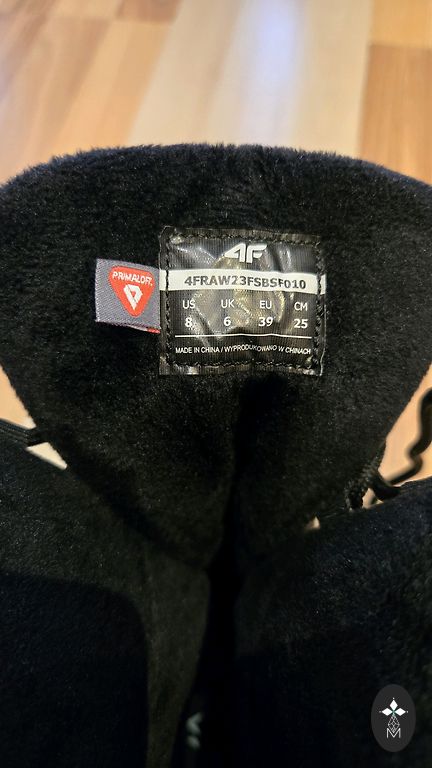 4F
PRIMALOFT
4FRAW23FSBSF010
US UK EU CM
8 6 39 25
MADE IN CHINA / WYPRODUKOWANO W CHINACH
M